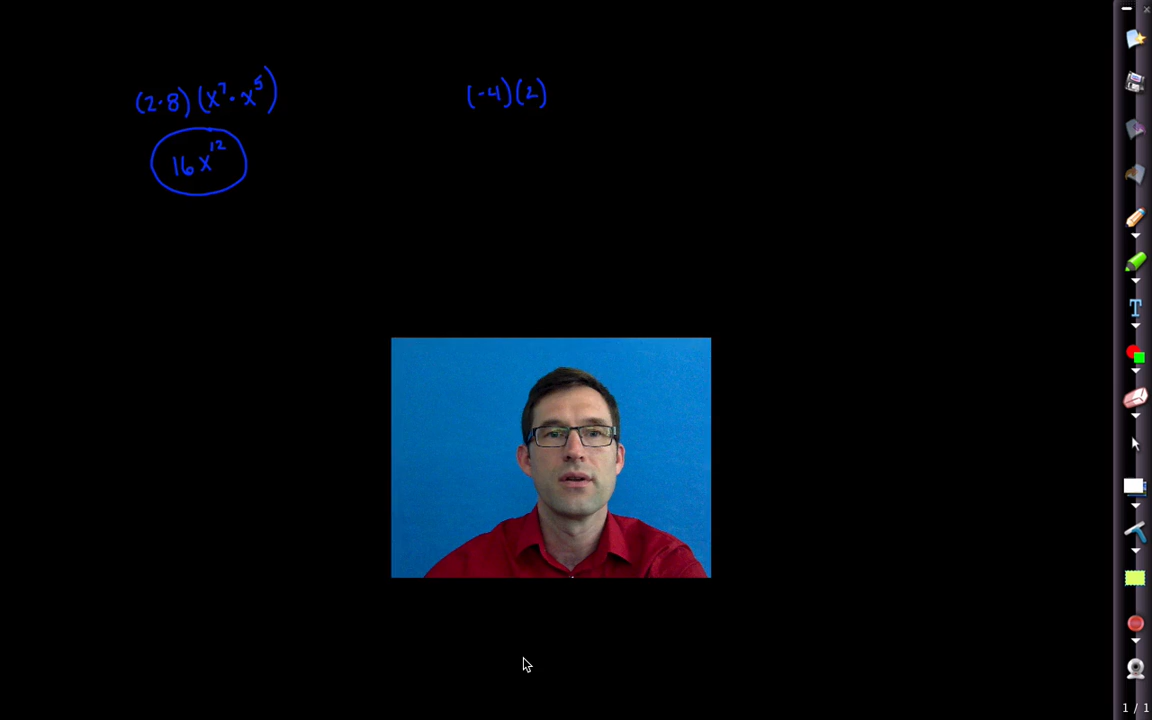 (2·8)(x⁷·x⁵)
16x¹²
(-4)(2)
1 / 1